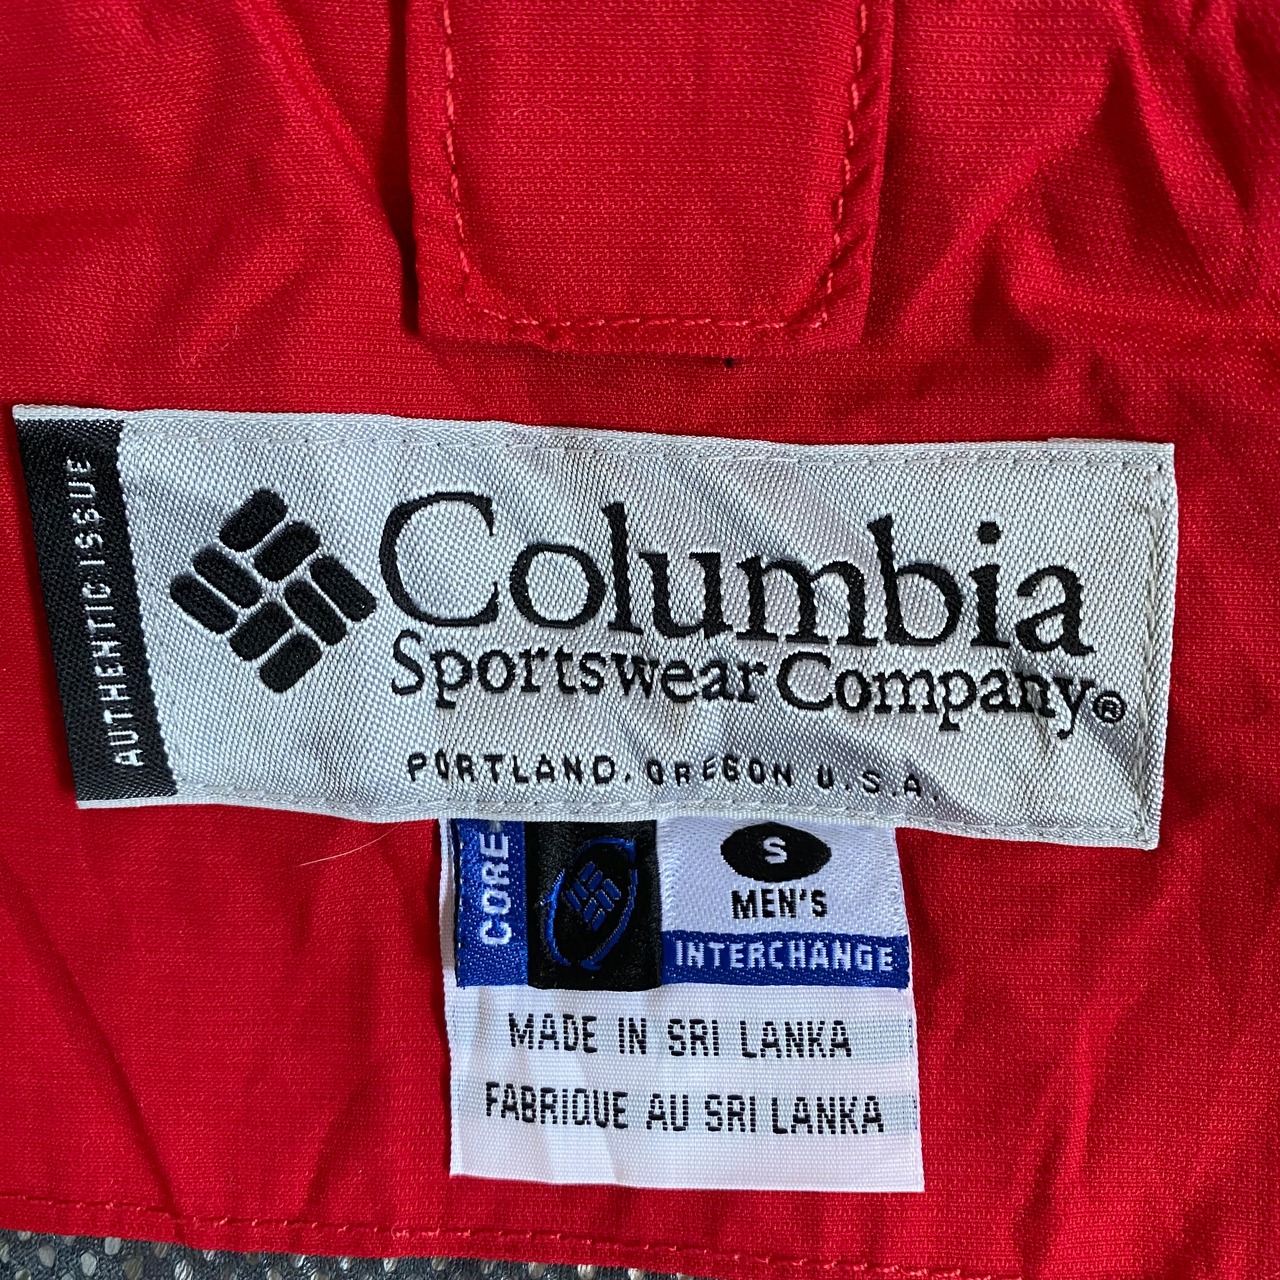 AUTHENTIC ISSUE
Columbia
Sportswear Company®
PORTLAND, OREGON U.S.A.
CORE
S
MEN'S
INTERCHANGE
MADE IN SRI LANKA
FABRIQUE AU SRI LANKA